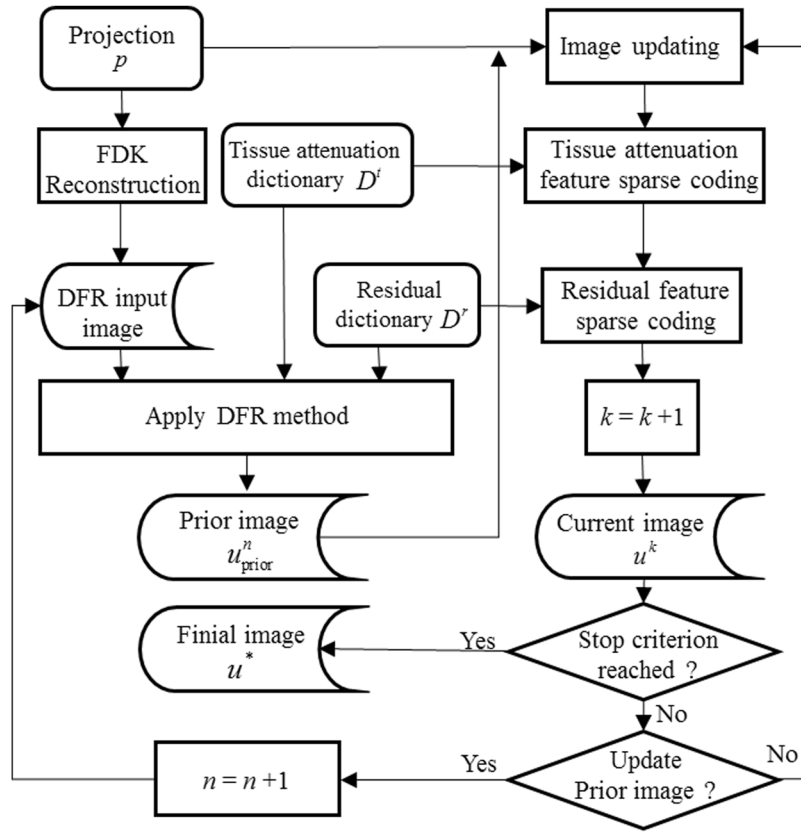 Projection
p
Image updating
FDK
Reconstruction
Tissue attenuation
dictionary D^t
Tissue attenuation
feature sparse coding
DFR input
image
Residual
dictionary D^r
Residual feature
sparse coding
Apply DFR method
k = k +1
Prior image
u^n_prior
Current image
u^k
Finial image
u^*
Yes
Stop criterion
reached ?
No
n = n +1
Yes
Update
Prior image ?
No